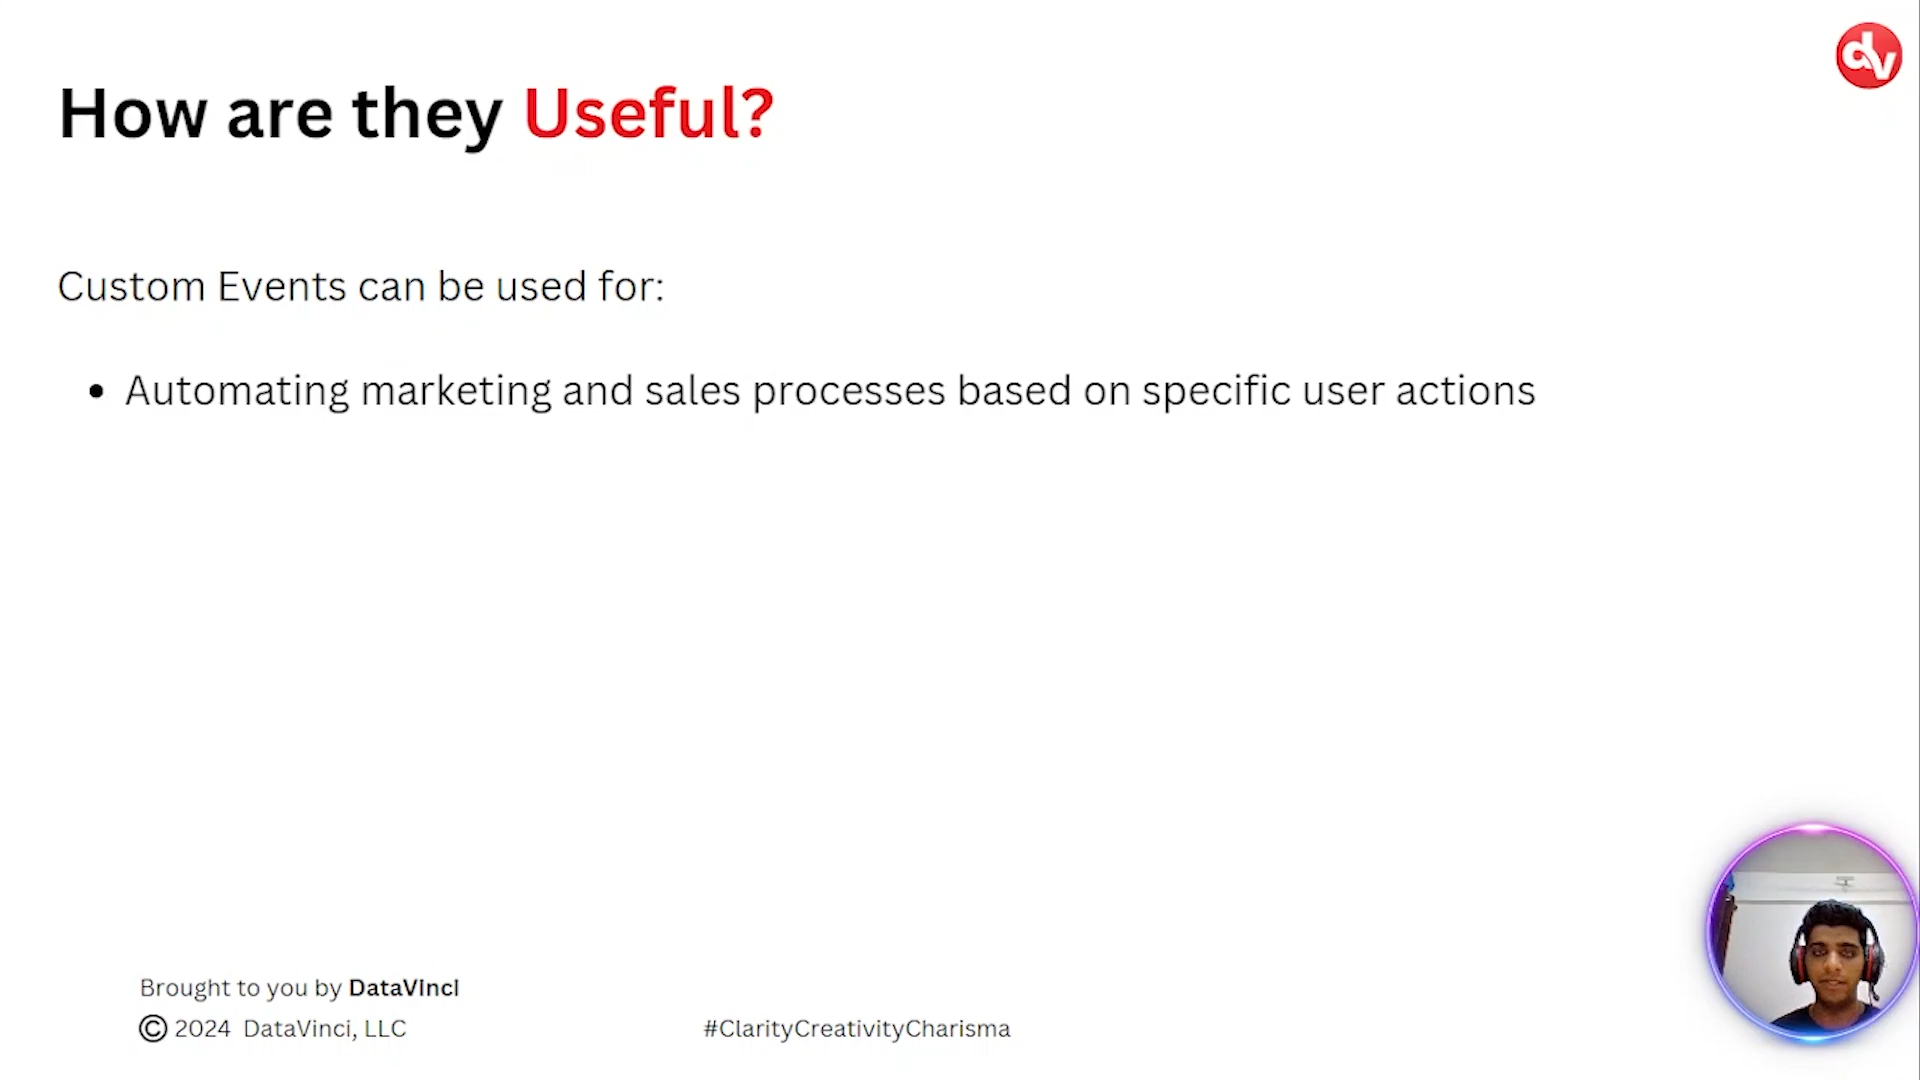 dv
How are they Useful?
Custom Events can be used for:
• Automating marketing and sales processes based on specific user actions
Brought to you by DataVinci
© 2024 DataVinci, LLC
#ClarityCreativityCharisma